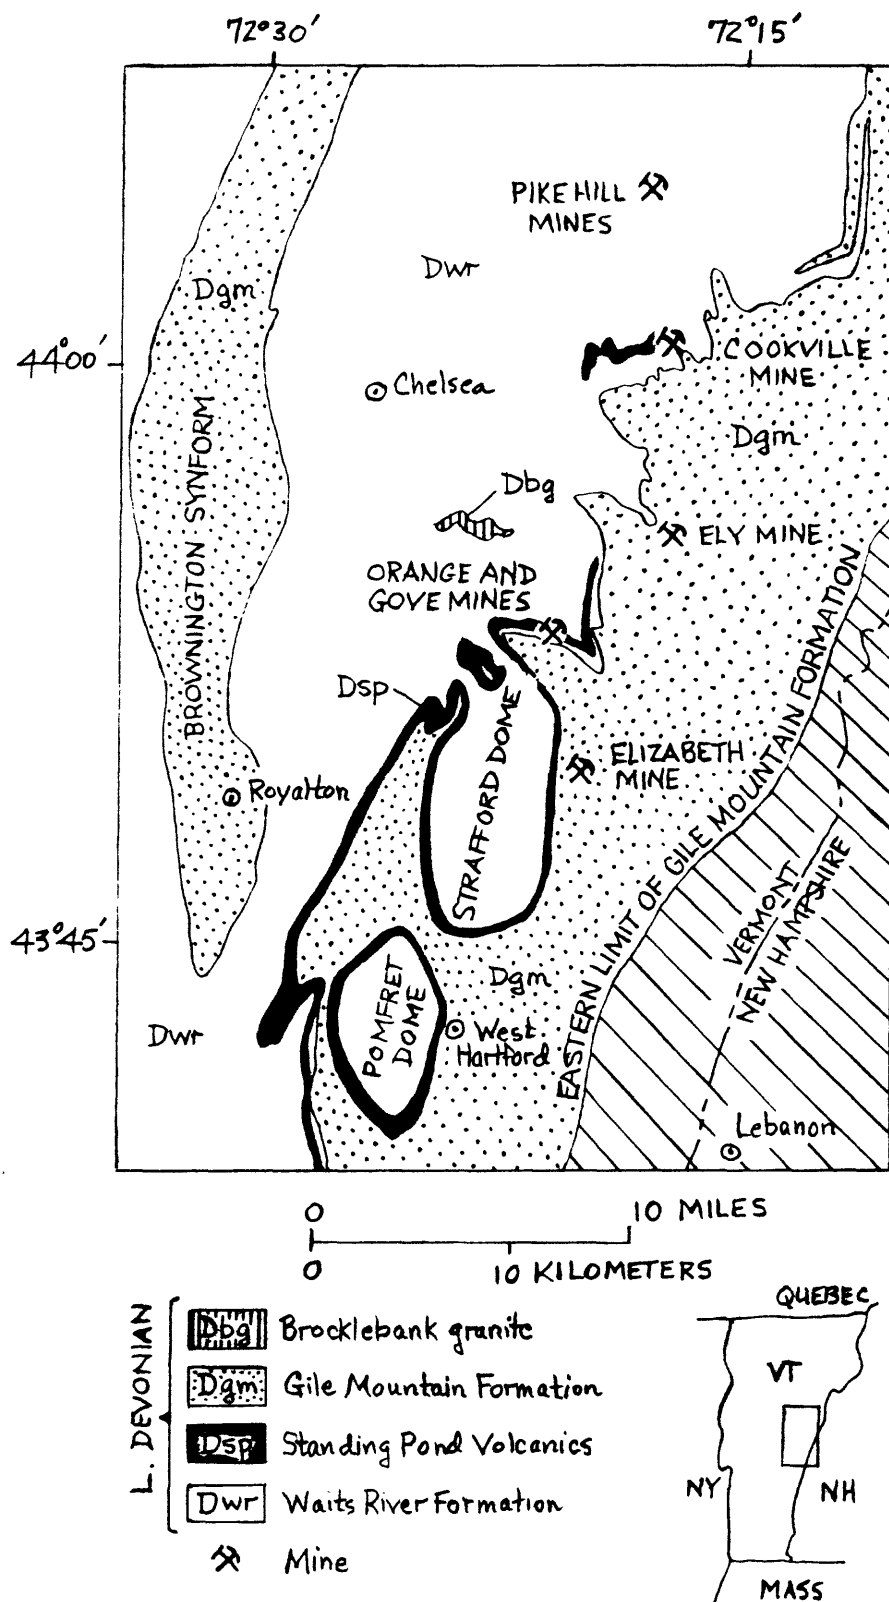 72°30′
72°15′
PIKE HILL
MINES
Dwr
Dgm
44°00′
COOKVILLE
MINE
Chelsea
BROWNINGTON SYNFORM
Dgm
Dbg
ELY MINE
ORANGE AND
GOVE MINES
Dsp
STRAFFORD DOME
ELIZABETH
MINE
Royalton
EASTERN LIMIT OF GILE MOUNTAIN FORMATION
VERMONT
NEW HAMPSHIRE
43°45′
Dgm
Dwr
POMFRET
DOME
West
Hartford
Lebanon
0
10 MILES
0
10 KILOMETERS
L. DEVONIAN
Dbg Brocklebank granite
Dgm Gile Mountain Formation
Dsp Standing Pond Volcanics
Dwr Waits River Formation
Mine
QUEBEC
VT
NY
NH
MASS